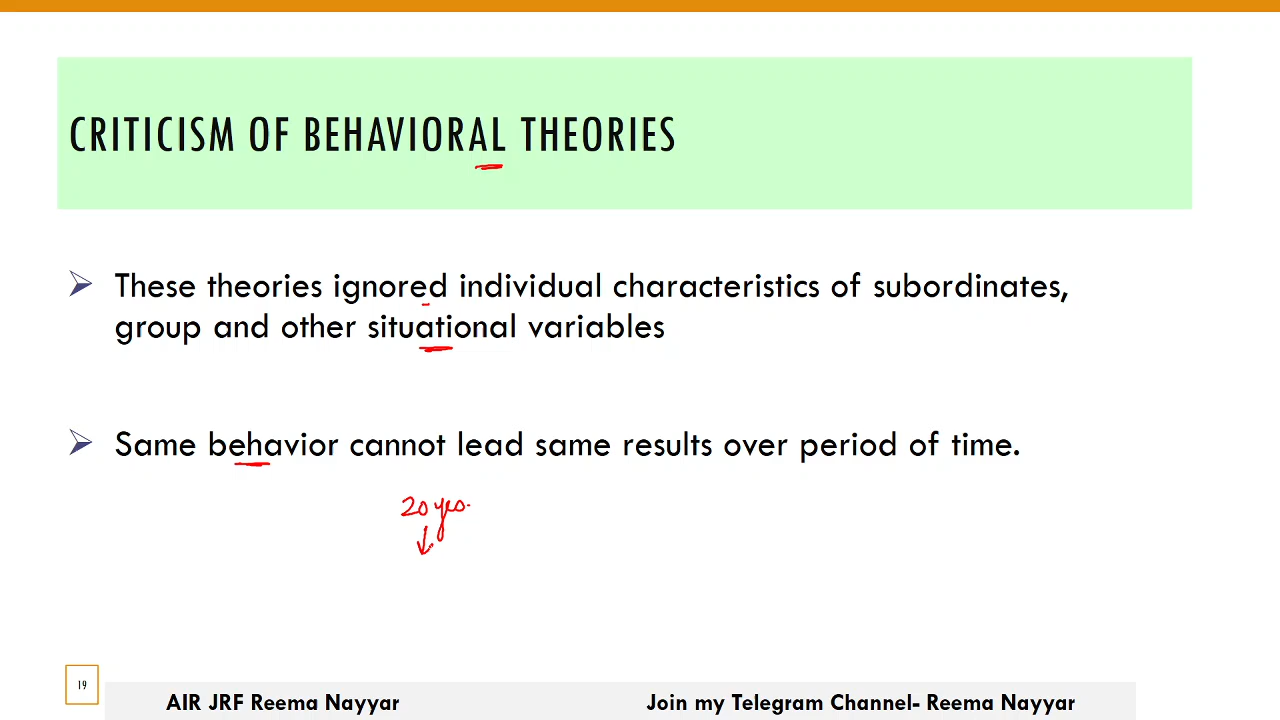 CRITICISM OF BEHAVIORAL THEORIES
These theories ignored individual characteristics of subordinates,
group and other situational variables
Same behavior cannot lead same results over period of time.
20 yes.
19
AIR JRF Reema Nayyar Join my Telegram Channel- Reema Nayyar